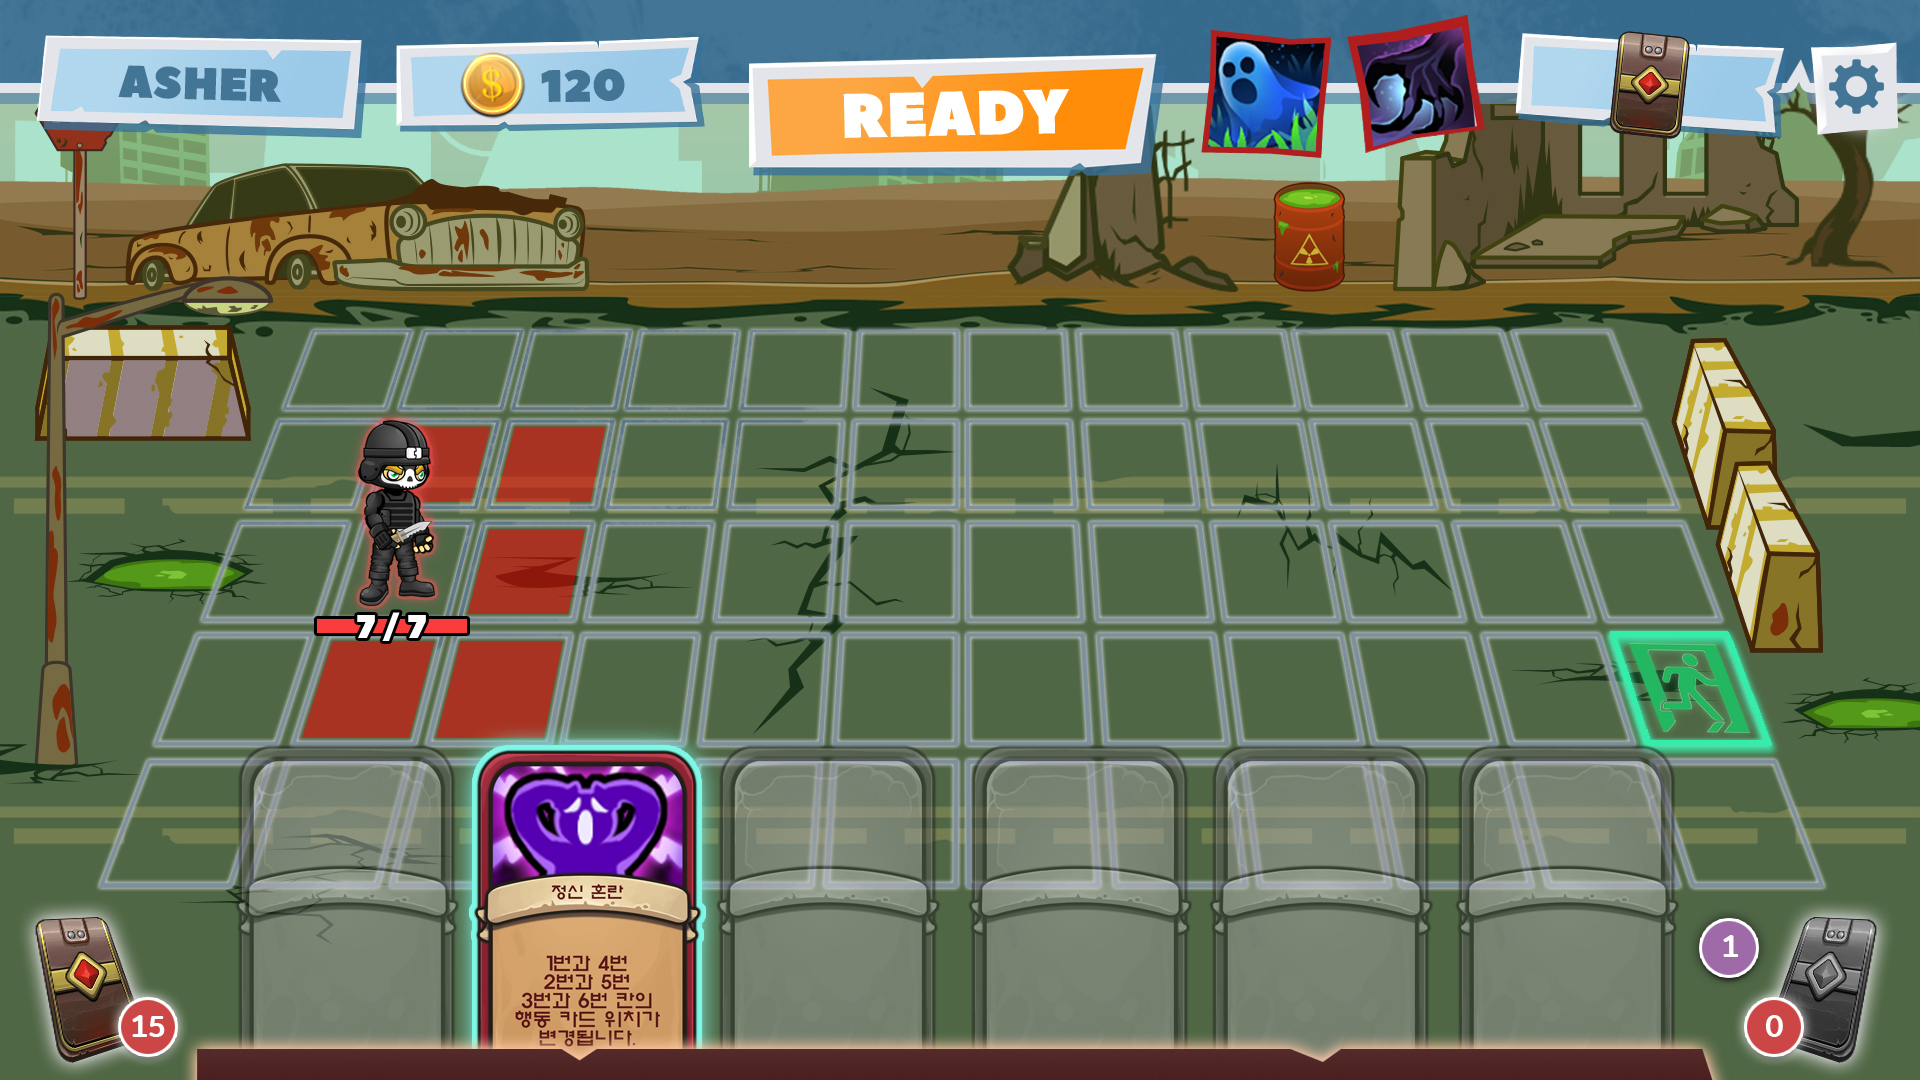 ASHER
120
READY
7/7
정신 혼란
1번과 4번
2번과 5번
3번과 6번 칸의
행동 카드 위치가
변경됩니다.
15
1
0